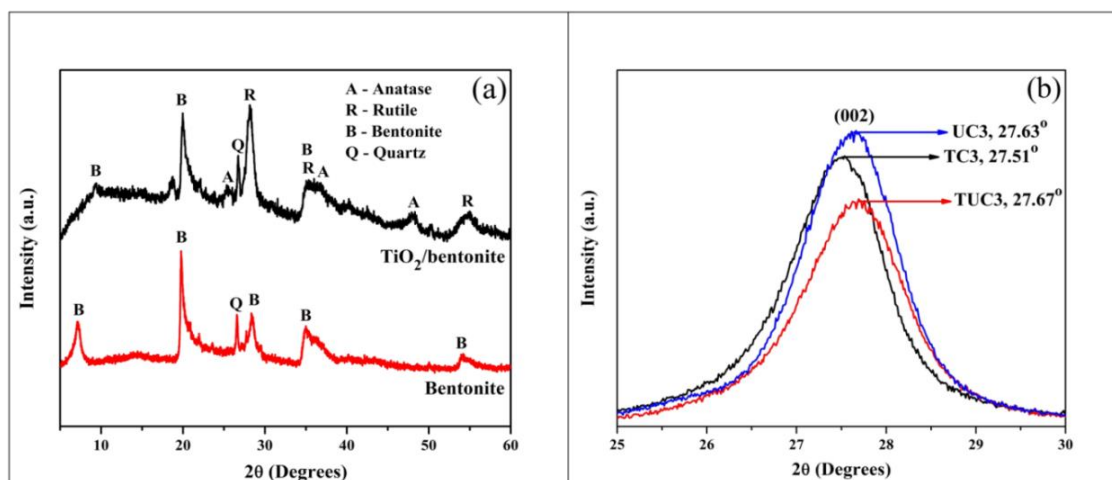 (a)
A - Anatase
R - Rutile
B - Bentonite
Q - Quartz
B
B
A
Q
R
B
R
A
A
R
TiO₂/bentonite
B
B
Q
B
B
B
Bentonite
Intensity (a.u.)
10 20 30 40 50 60
2θ (Degrees)
(b)
(002)
UC3, 27.63°
TC3, 27.51°
TUC3, 27.67°
Intensity (a.u.)
25 26 27 28 29 30
2θ (Degrees)